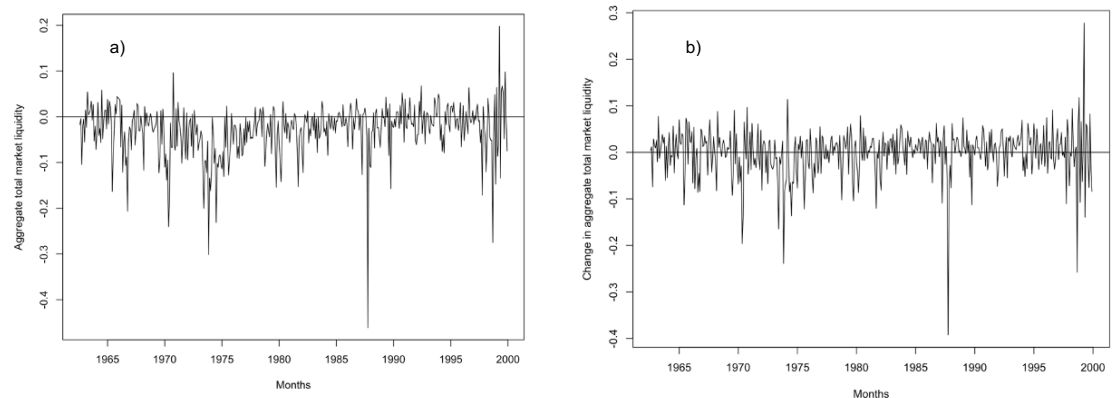 a)
Aggregate total market liquidity
0.2
0.1
0.0
-0.1
-0.2
-0.3
-0.4
1965 1970 1975 1980 1985 1990 1995 2000
Months
b)
Change in aggregate total market liquidity
0.3
0.2
0.1
0.0
-0.1
-0.2
-0.3
-0.4
1965 1970 1975 1980 1985 1990 1995 2000
Months